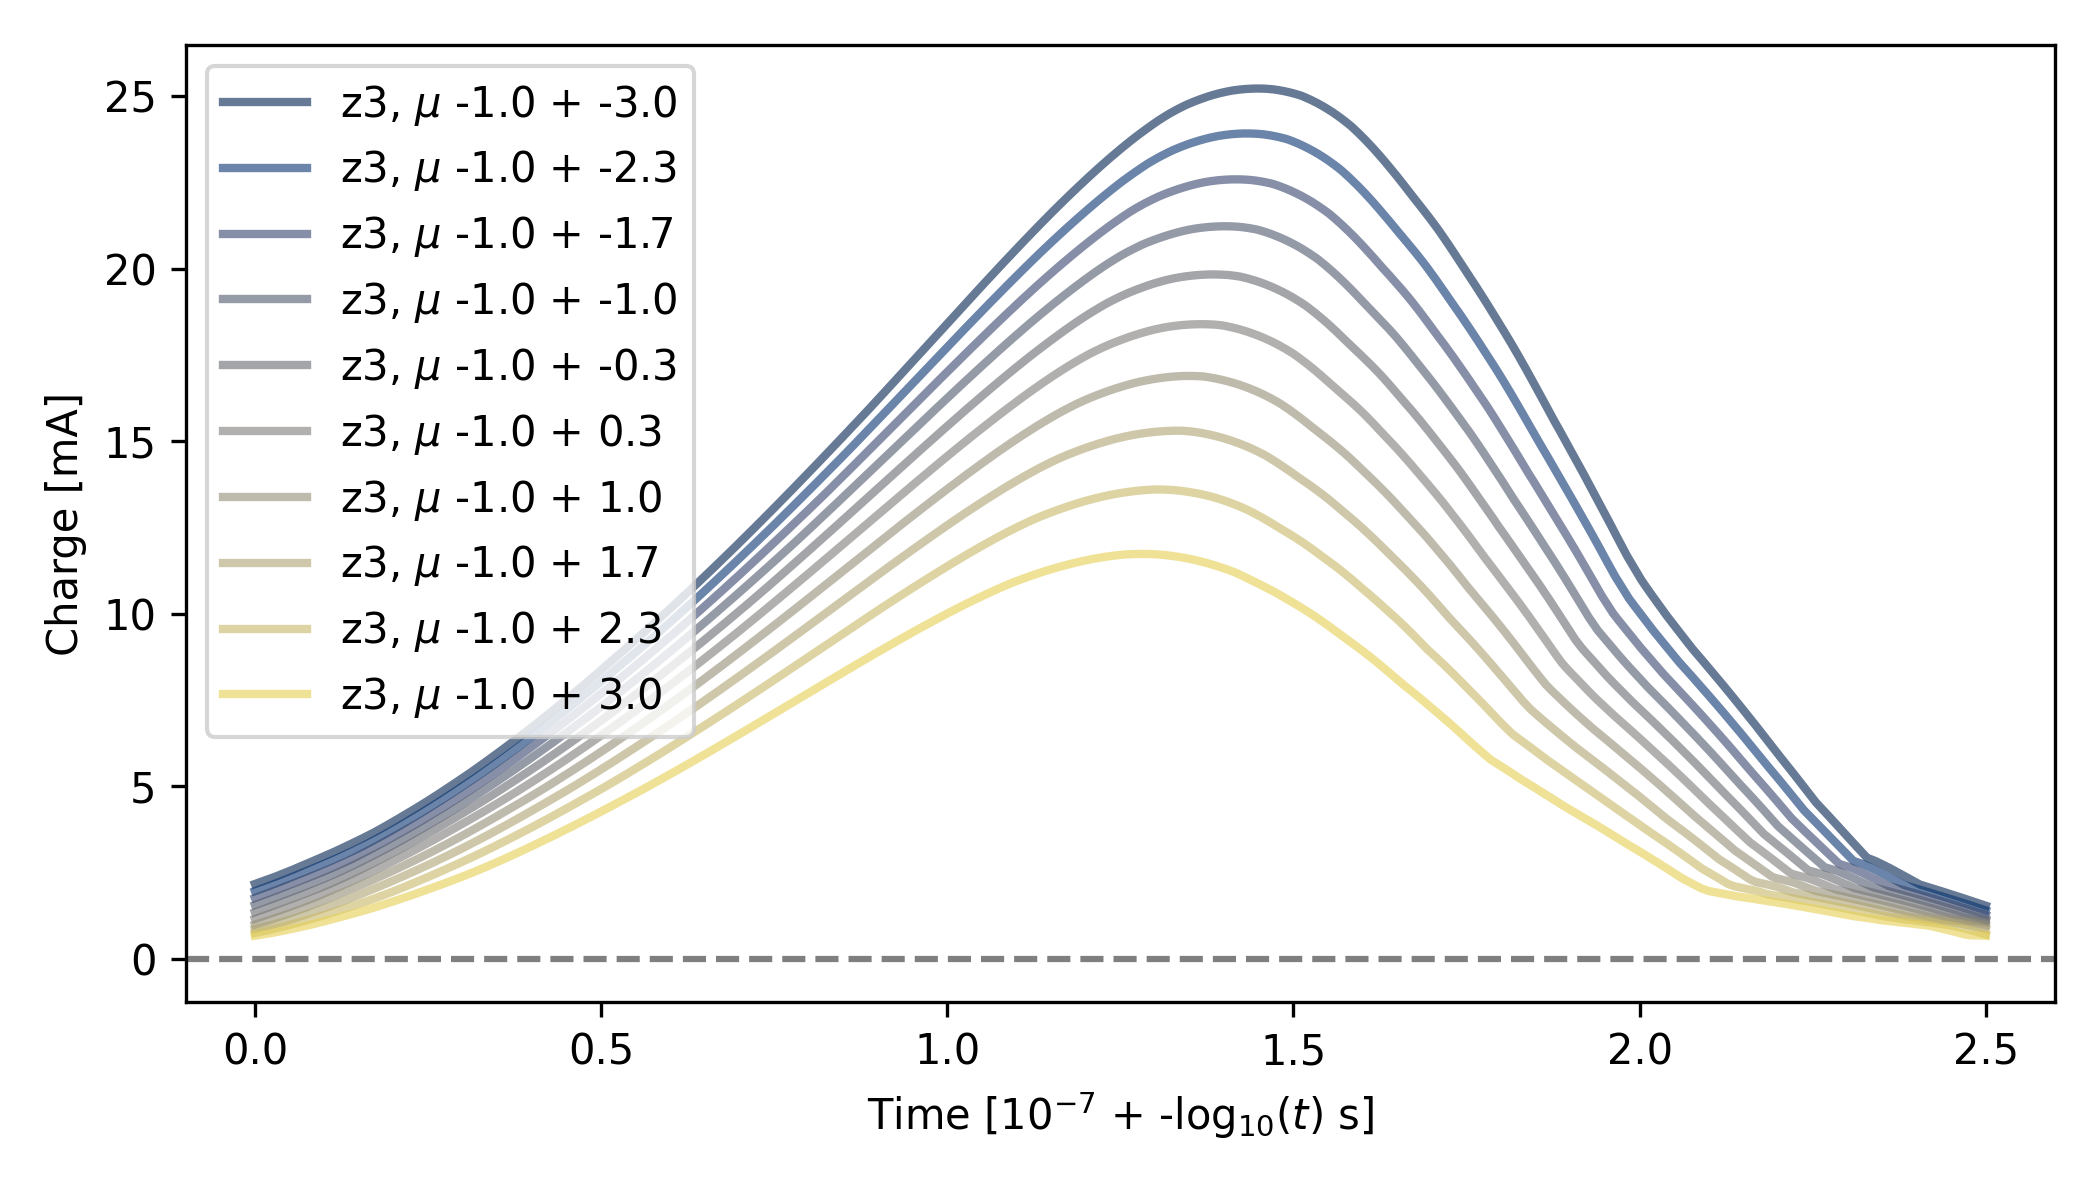 25
20
15
10
5
0
Charge [mA]
z3, μ -1.0 + -3.0
z3, μ -1.0 + -2.3
z3, μ -1.0 + -1.7
z3, μ -1.0 + -1.0
z3, μ -1.0 + -0.3
z3, μ -1.0 + 0.3
z3, μ -1.0 + 1.0
z3, μ -1.0 + 1.7
z3, μ -1.0 + 2.3
z3, μ -1.0 + 3.0
0.0 0.5 1.0 1.5 2.0 2.5
Time [10⁻⁷ + -log₁₀(t) s]